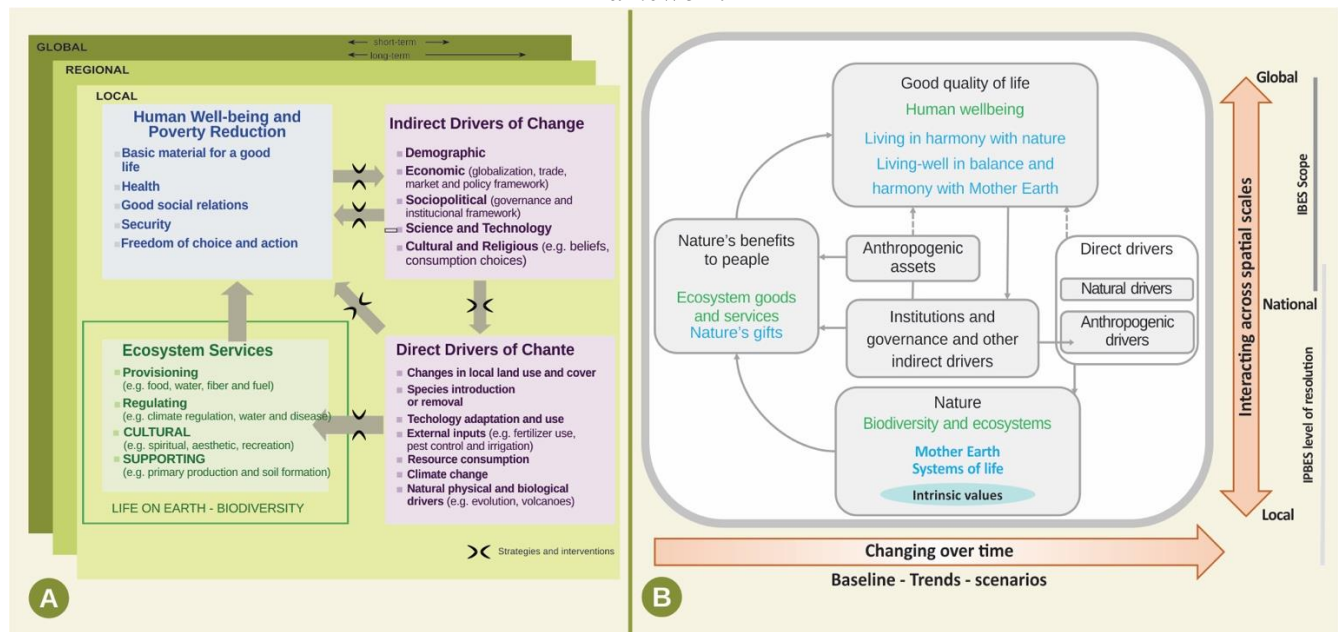 GLOBAL
short-term
long-term
REGIONAL
LOCAL
Human Well-being and
Poverty Reduction
Basic material for a good
life
Health
Good social relations
Security
Freedom of choice and action
Indirect Drivers of Change
Demographic
Economic (globalization, trade,
market and policy framework)
Sociopolitical (governance and
institutional framework)
Science and Technology
Cultural and Religious (e.g. beliefs,
consumption choices)
Ecosystem Services
Provisioning
(e.g. food, water, fiber and fuel)
Regulating
(e.g. climate regulation, water and disease)
CULTURAL
(e.g. spiritual, aesthetic, recreation)
SUPPORTING
(e.g. primary production and soil formation)
LIFE ON EARTH - BIODIVERSITY
Direct Drivers of Chante
Changes in local land use and cover
Species introduction
or removal
Techology adaptation and use
External inputs (e.g. fertilizer use,
pest control and irrigation)
Resource consumption
Climate change
Natural physical and biological
drivers (e.g. evolution, volcanoes)
Strategies and interventions
A
Good quality of life
Human wellbeing
Living in harmony with nature
Living-well in balance and
harmony with Mother Earth
Nature's benefits
to peaple
Ecosystem goods
and services
Nature's gifts
Anthropogenic
assets
Institutions and
governance and other
indirect drivers
Direct drivers
Natural drivers
Anthropogenic
drivers
Nature
Biodiversity and ecosystems
Mother Earth
Systems of life
Intrinsic values
Global
National
Local
Interacting across spatial scales
IBES Scope
IPBES level of resolution
Changing over time
Baseline - Trends - scenarios
B